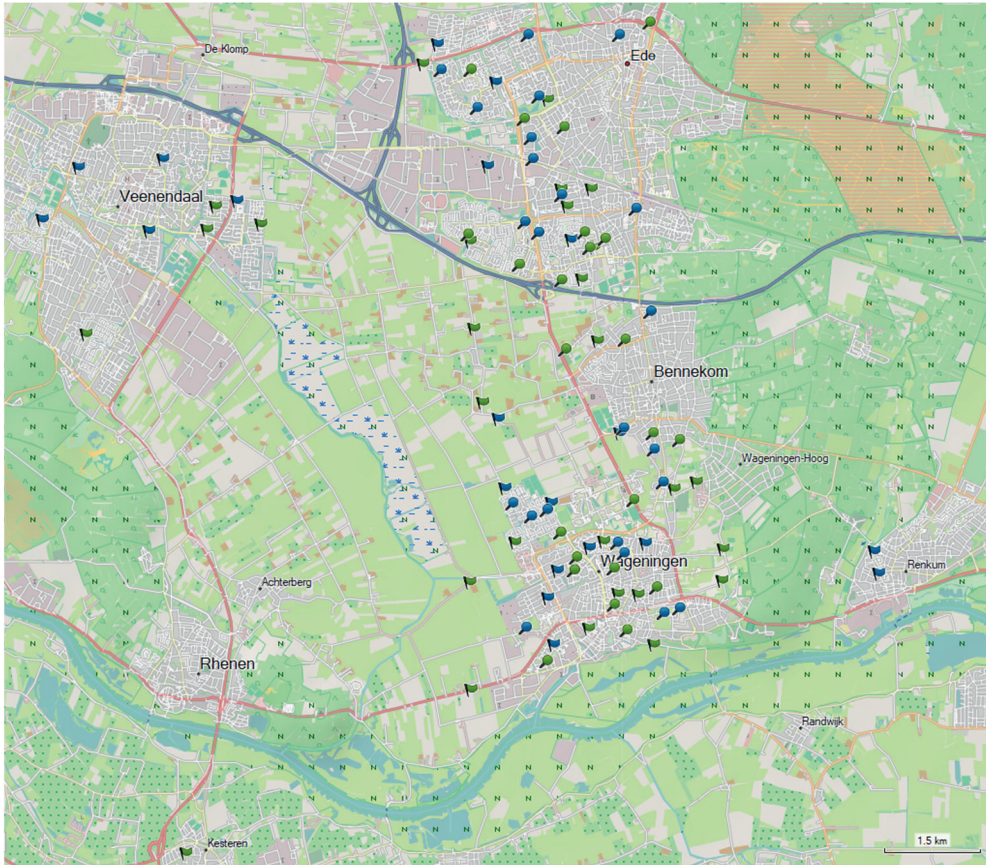 De Klomp
Ede
Veenendaal
Bennekom
Wageningen-Hoog
Wageningen
Renkum
Achterberg
Rhenen
Randwijk
Kesteren
1.5 km